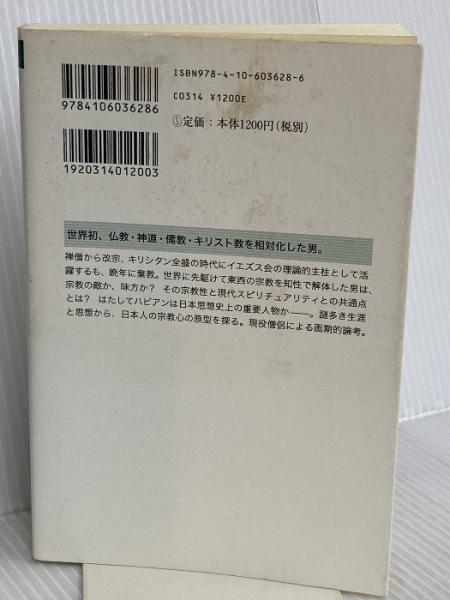 ISBN978-4-10-603628-6
C0314 ¥1200E
Ⓢ定価：本体1200円(税別)
9784106036286
1920314012003
世界初、仏教・神道・儒教・キリスト教を相対化した男。
禅僧から改宗、キリシタン全盛の時代にイエズス会の理論的主柱として活
躍するも、晩年に棄教。世界に先駆けて東西の宗教を知性で解体した男は、
宗教の敵か、味方か？ その宗教性と現代スピリチュアリティとの共通点
とは？ はたしてハビアンは日本思想史上の重要人物か――。謎多き生涯
と思想から、日本人の宗教心の原型を探る。現役僧侶による画期的論考。